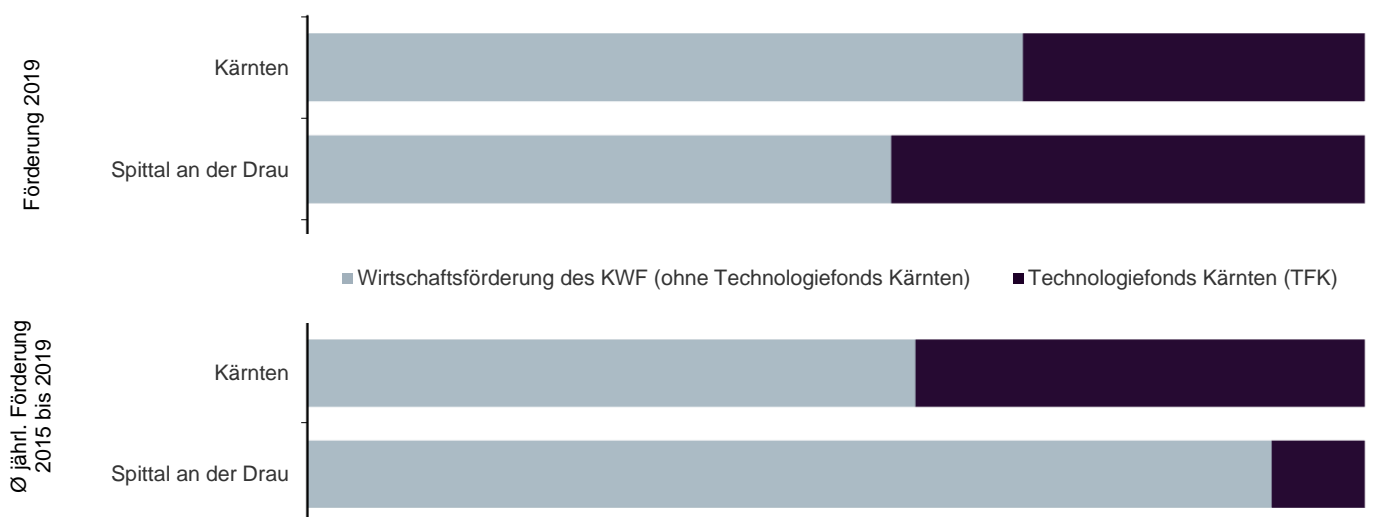 Förderung 2019
Kärnten
Spittal an der Drau
Wirtschaftsförderung des KWF (ohne Technologiefonds Kärnten)
Technologiefonds Kärnten (TFK)
Ø jährl. Förderung
2015 bis 2019
Kärnten
Spittal an der Drau